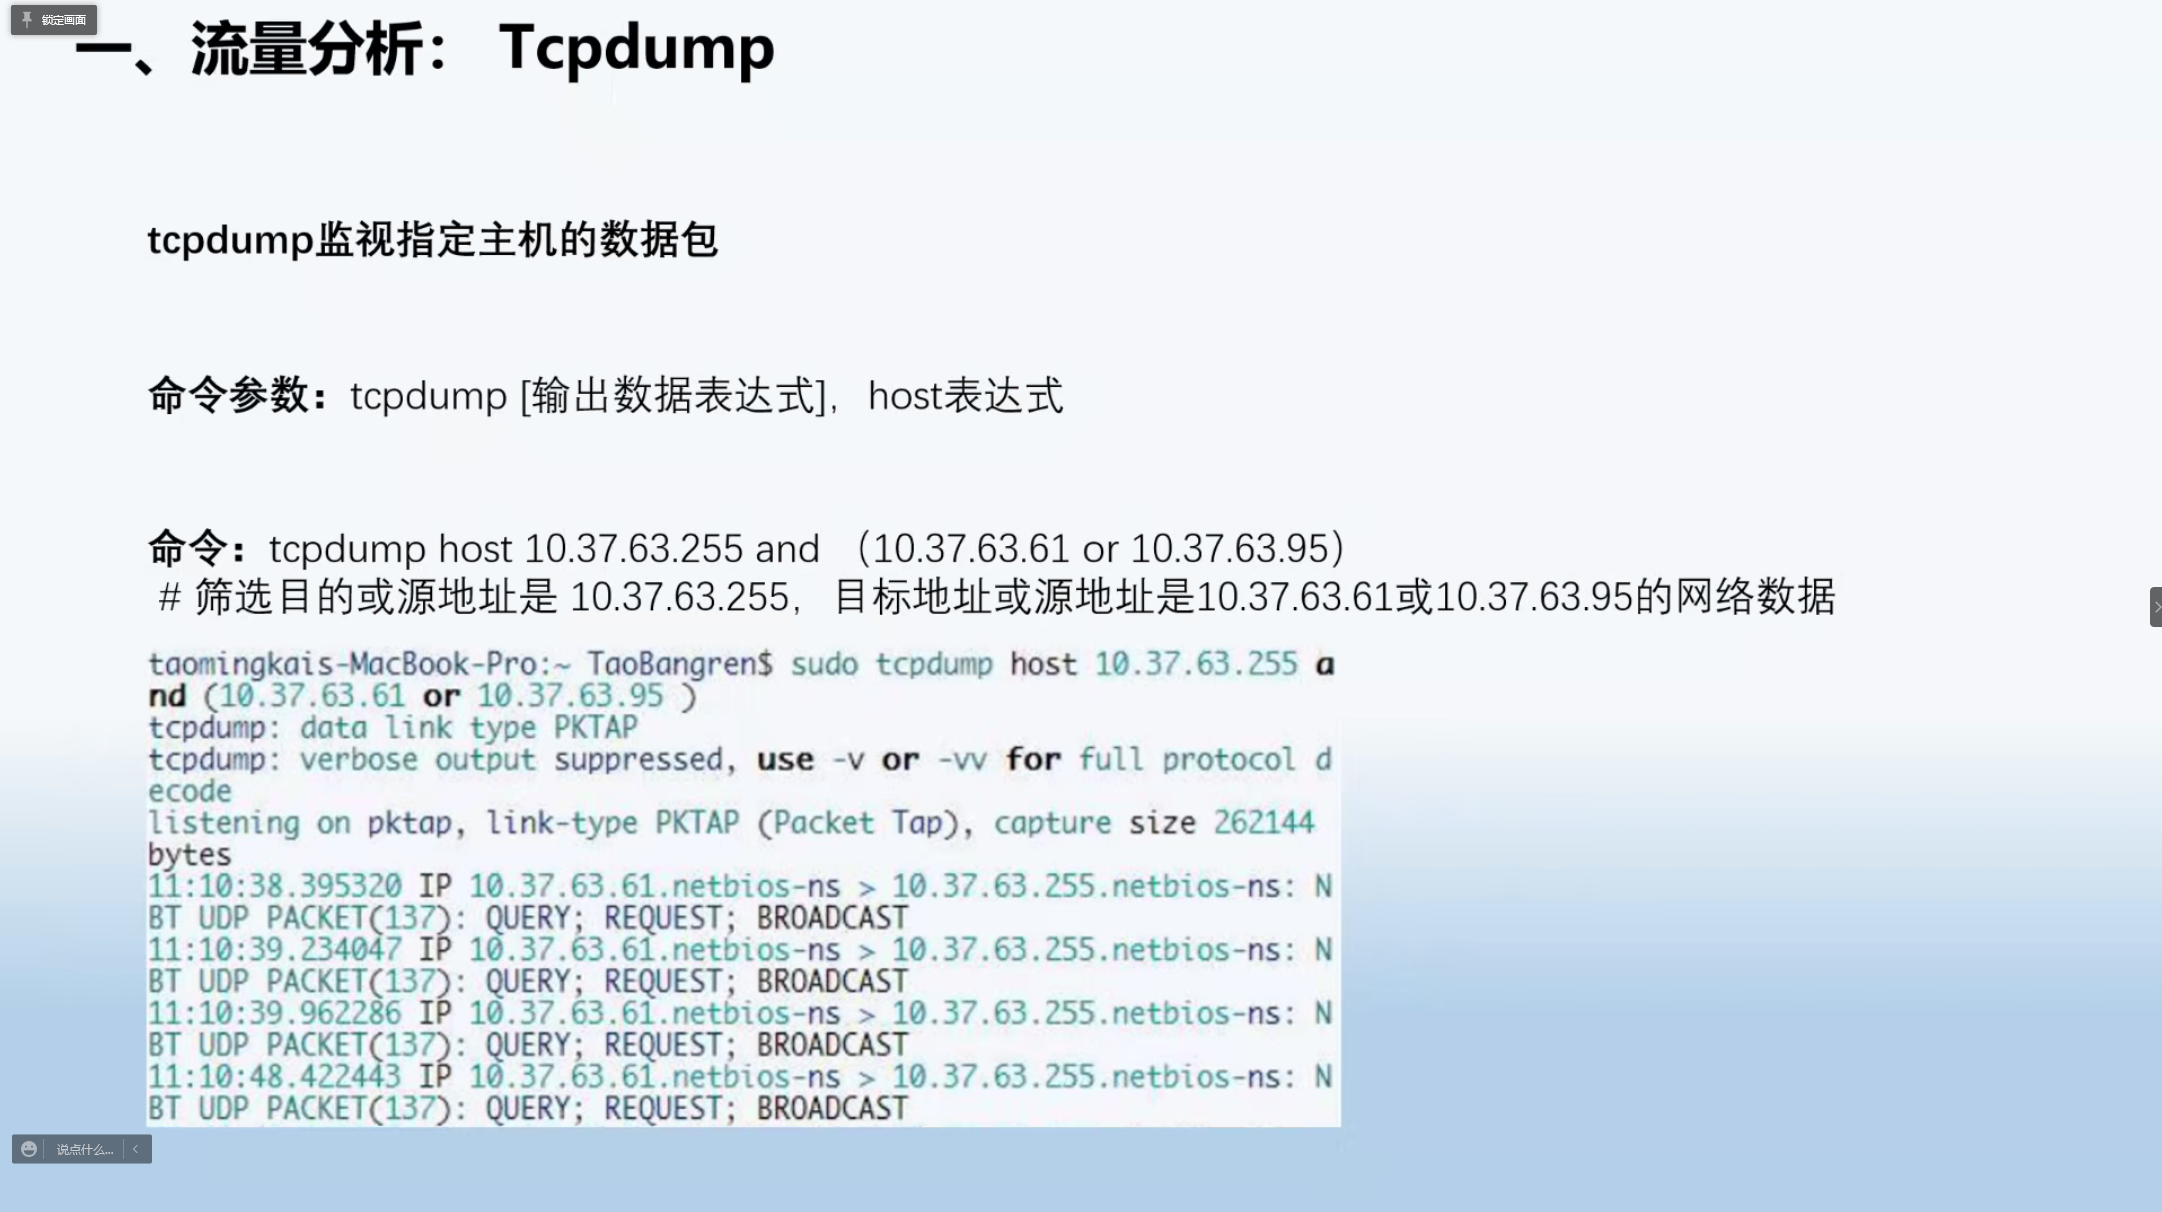 锁定画面
一、流量分析： Tcpdump
tcpdump监视指定主机的数据包
命令参数：tcpdump [输出数据表达式]，host表达式
命令：tcpdump host 10.37.63.255 and （10.37.63.61 or 10.37.63.95）
# 筛选目的或源地址是 10.37.63.255， 目标地址或源地址是10.37.63.61或10.37.63.95的网络数据
taomingkais-MacBook-Pro:~ TaoBangren$ sudo tcpdump host 10.37.63.255 a
nd (10.37.63.61 or 10.37.63.95 )
tcpdump: data link type PKTAP
tcpdump: verbose output suppressed, use -v or -vv for full protocol d
ecode
listening on pktap, link-type PKTAP (Packet Tap), capture size 262144
bytes
11:10:38.395320 IP 10.37.63.61.netbios-ns > 10.37.63.255.netbios-ns: N
BT UDP PACKET(137): QUERY; REQUEST; BROADCAST
11:10:39.234047 IP 10.37.63.61.netbios-ns > 10.37.63.255.netbios-ns: N
BT UDP PACKET(137): QUERY; REQUEST; BROADCAST
11:10:39.962286 IP 10.37.63.61.netbios-ns > 10.37.63.255.netbios-ns: N
BT UDP PACKET(137): QUERY; REQUEST; BROADCAST
11:10:48.422443 IP 10.37.63.61.netbios-ns > 10.37.63.255.netbios-ns: N
BT UDP PACKET(137): QUERY; REQUEST; BROADCAST
说点什么...